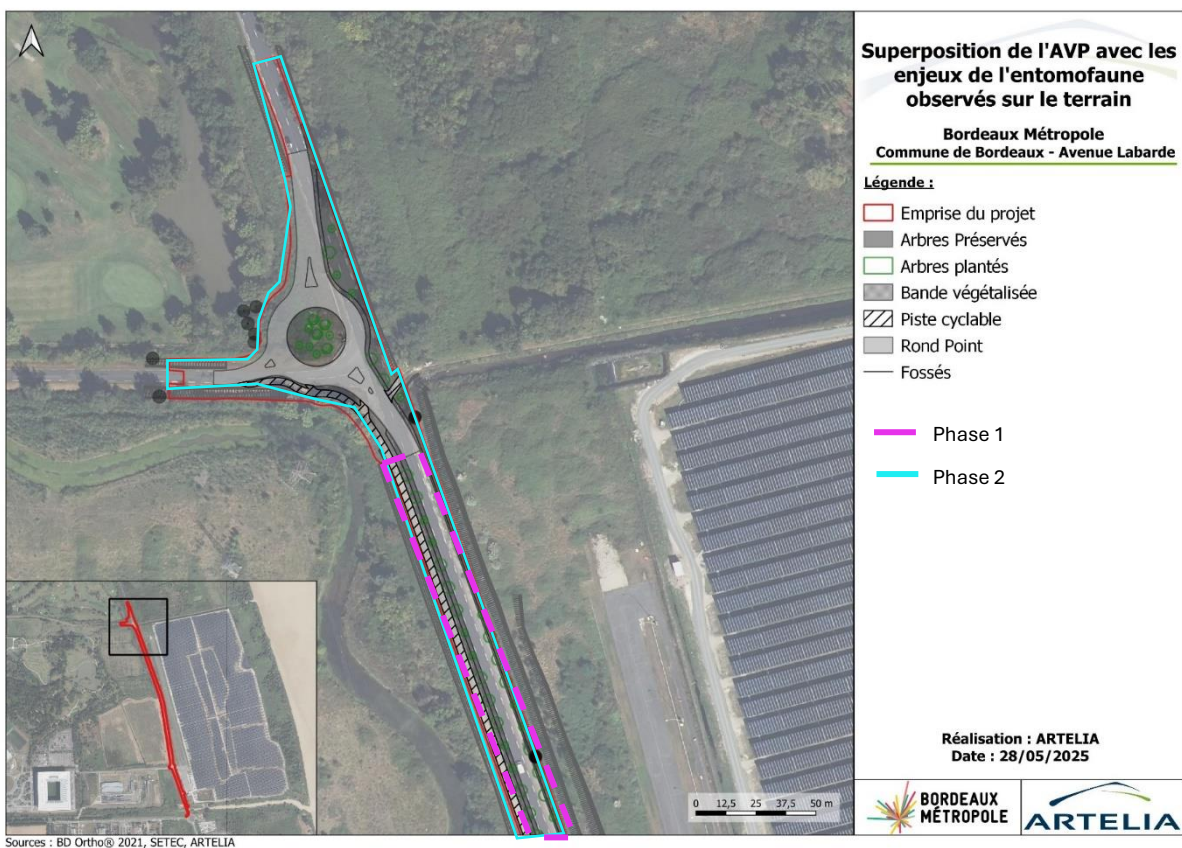 Superposition de l'AVP avec les
enjeux de l'entomofaune
observés sur le terrain
Bordeaux Métropole
Commune de Bordeaux - Avenue Labarde
Légende :
Emprise du projet
Arbres Préservés
Arbres plantés
Bande végétalisée
Piste cyclable
Rond Point
Fossés
Phase 1
Phase 2
0 12,5 25 37,5 50 m
Réalisation : ARTELIA
Date : 28/05/2025
BORDEAUX
MÉTROPOLE
ARTELIA
Sources : BD Ortho® 2021, SETEC, ARTELIA